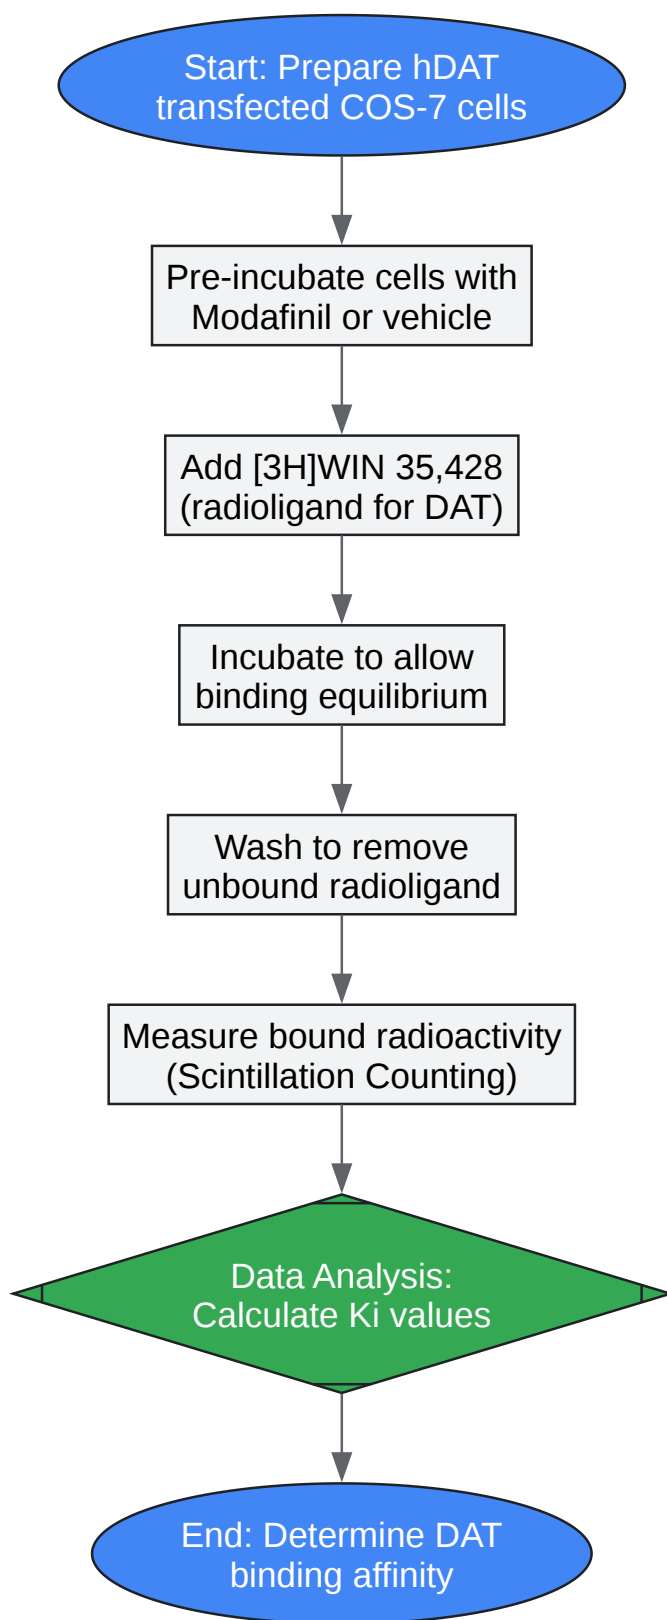 Start: Prepare hDAT
transfected COS-7 cells
Pre-incubate cells with
Modafinil or vehicle
Add [3H]WIN 35,428
(radioligand for DAT)
Incubate to allow
binding equilibrium
Wash to remove
unbound radioligand
Measure bound radioactivity
(Scintillation Counting)
Data Analysis:
Calculate Ki values
End: Determine DAT
binding affinity